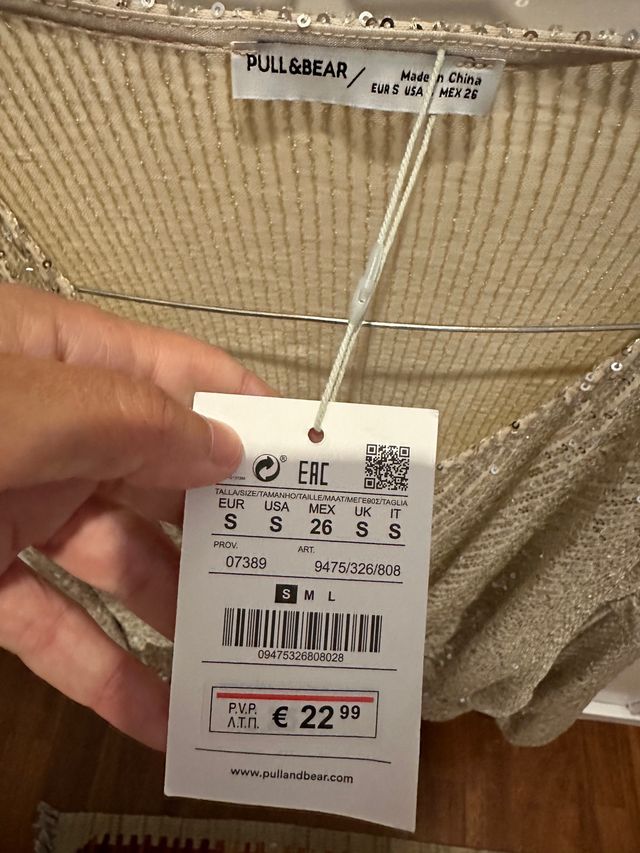 PULL&BEAR
Made in China
EUR S USA MEX 26
® EAC
TALLA/SIZE/TAMANHO/TAILLE/MAAT/ΜΕΓΕΘΟΣ/TAGLIA
EUR USA MEX UK IT
S S 26 S S
PROV. ART.
07389 9475/326/808
S M L
09475326808028
P.V.P.
Λ.Τ.Π. € 22 99
www.pullandbear.com